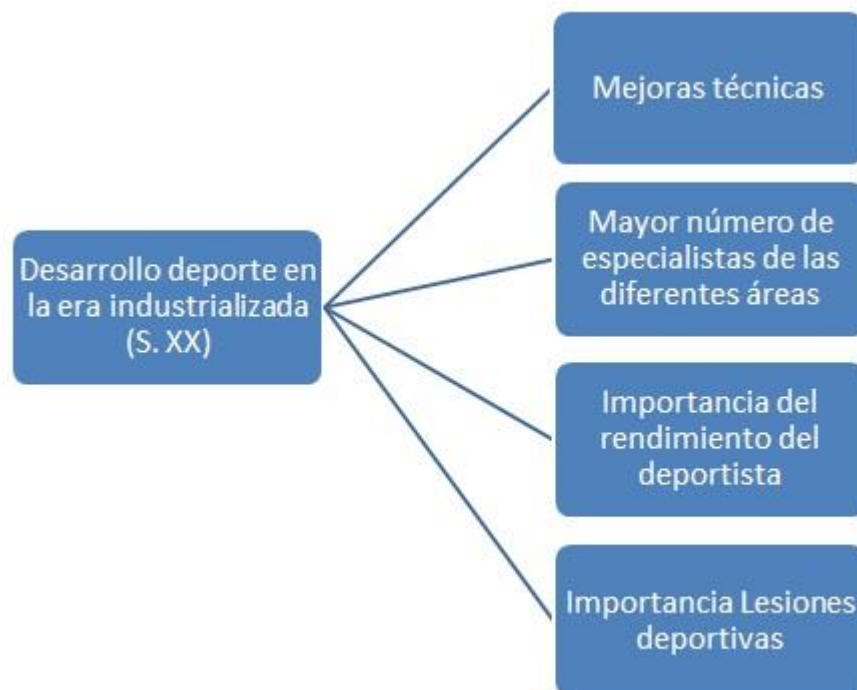 Desarrollo deporte en
la era industrializada
(S. XX)
Mejoras técnicas
Mayor número de
especialistas de las
diferentes áreas
Importancia del
rendimiento del
deportista
Importancia Lesiones
deportivas